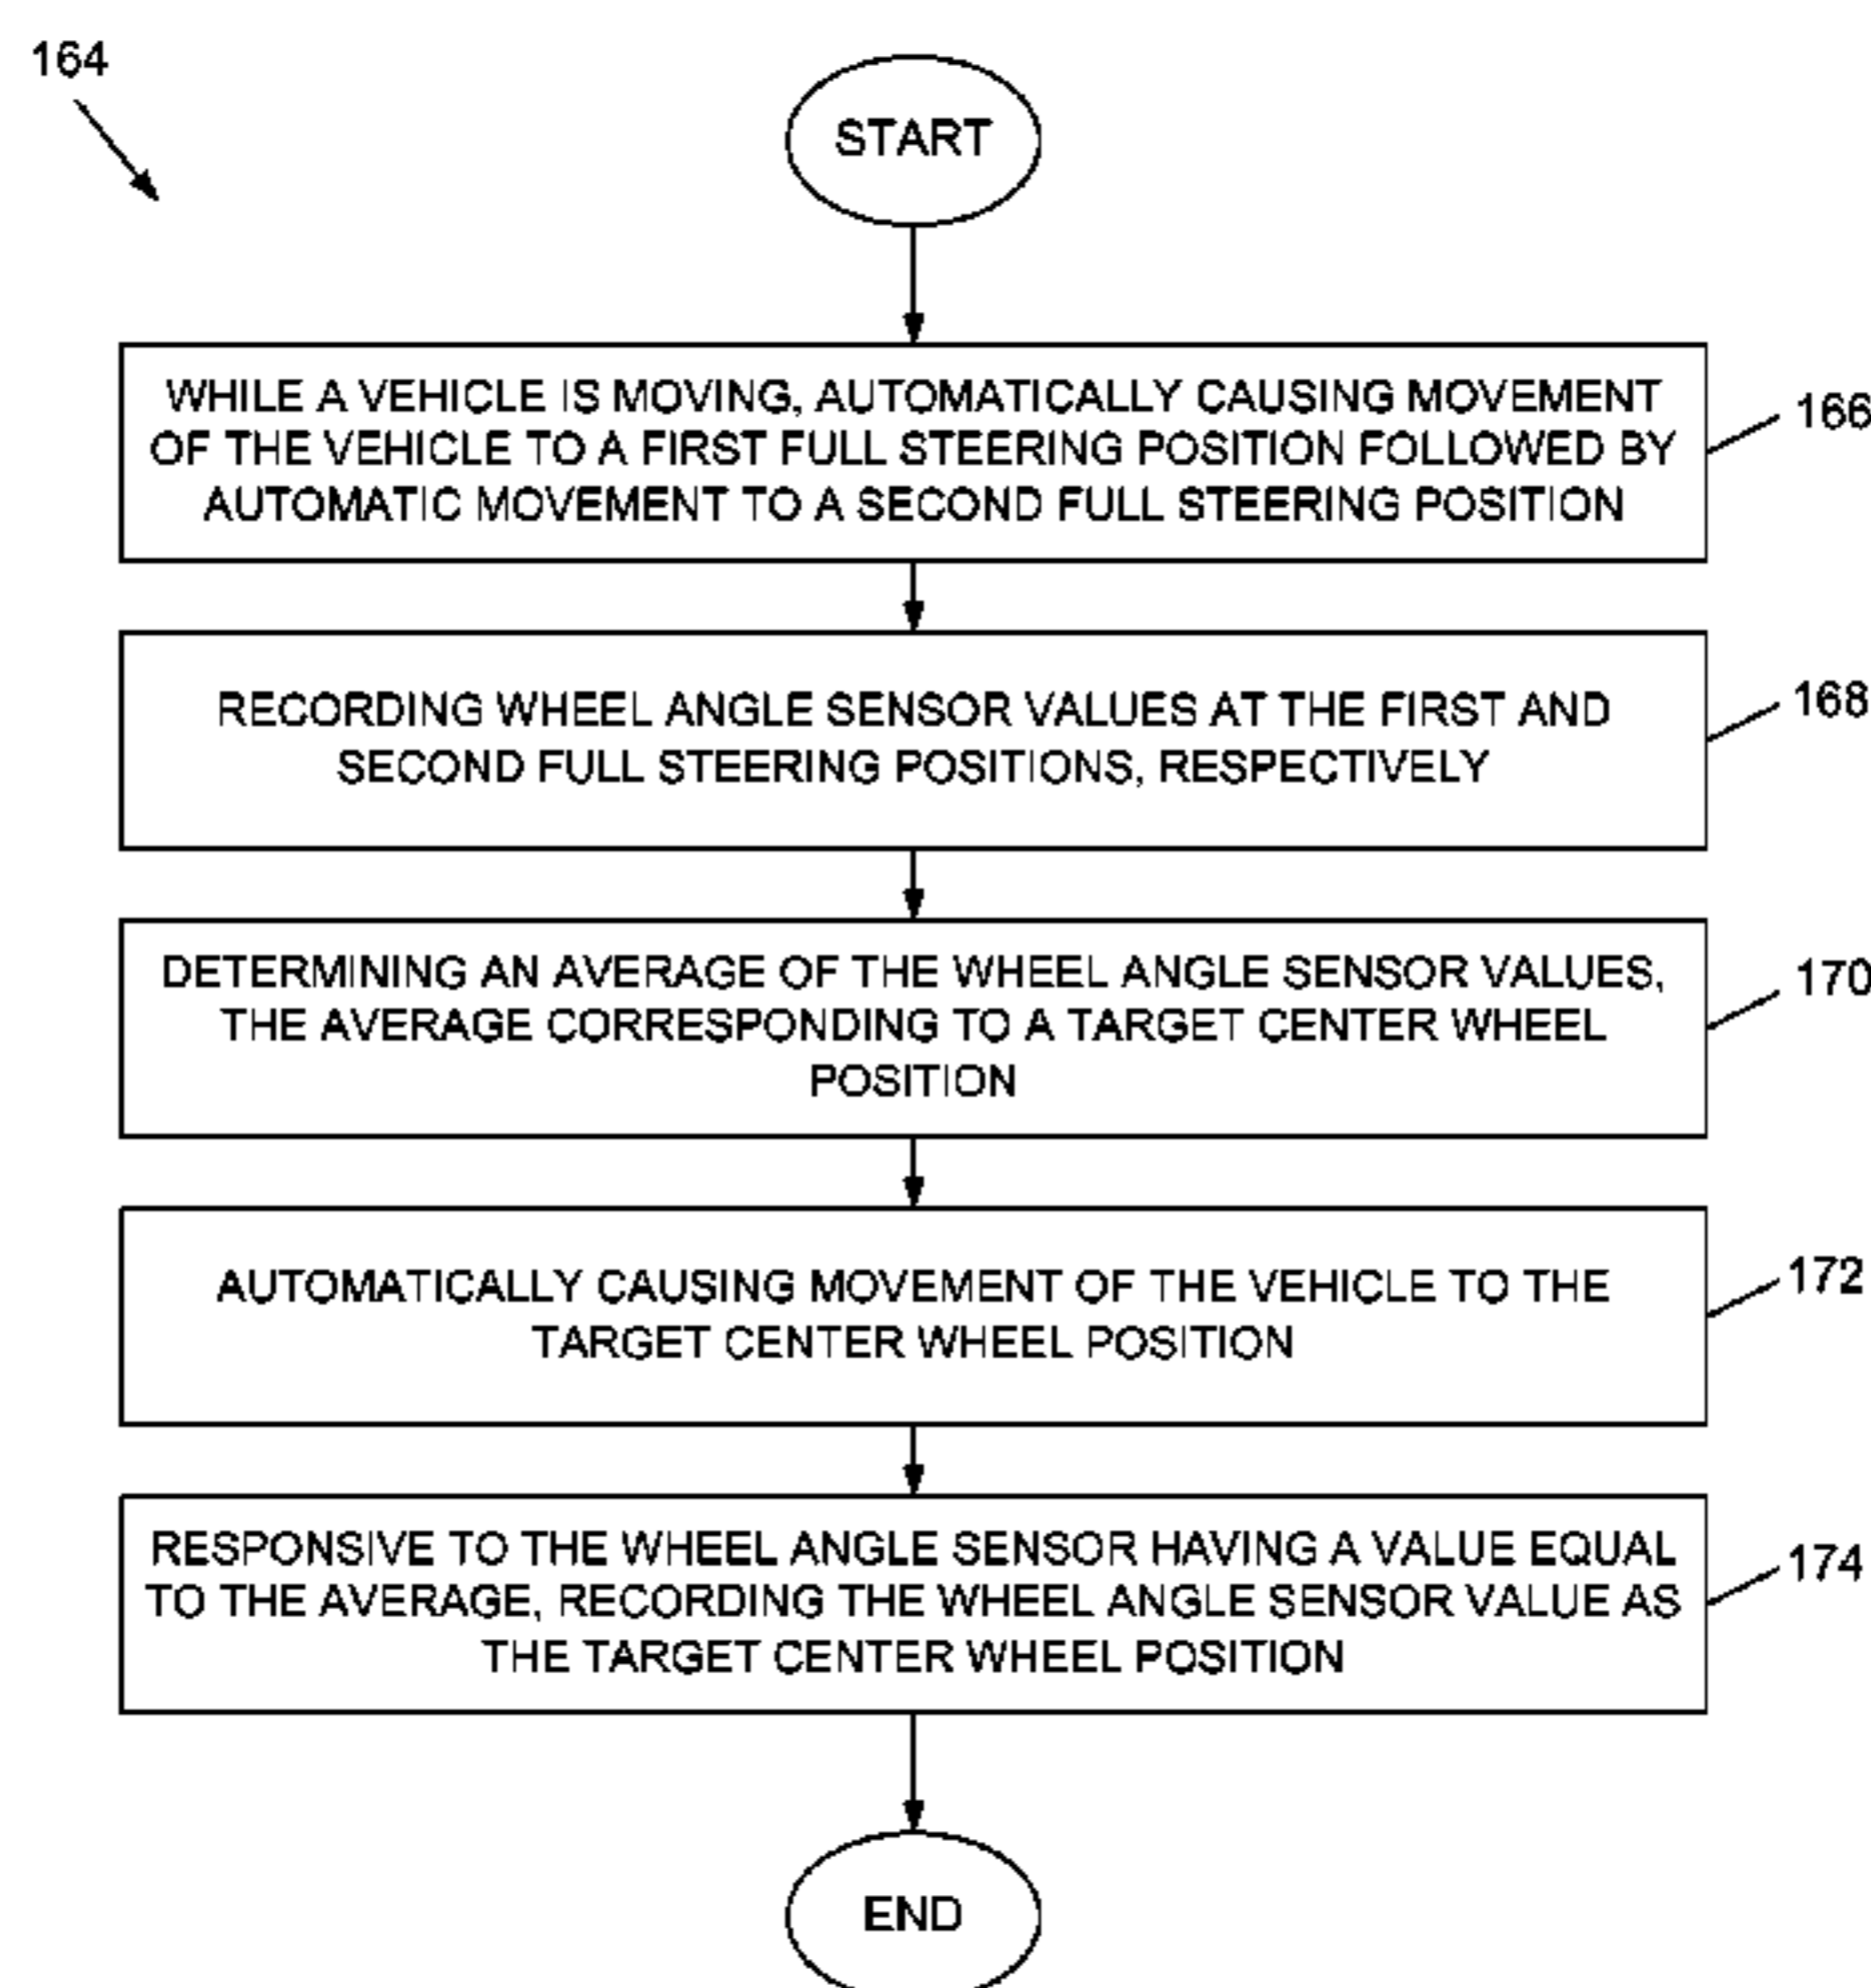 164
START
WHILE A VEHICLE IS MOVING, AUTOMATICALLY CAUSING MOVEMENT
OF THE VEHICLE TO A FIRST FULL STEERING POSITION FOLLOWED BY
AUTOMATIC MOVEMENT TO A SECOND FULL STEERING POSITION
166
RECORDING WHEEL ANGLE SENSOR VALUES AT THE FIRST AND
SECOND FULL STEERING POSITIONS, RESPECTIVELY
168
DETERMINING AN AVERAGE OF THE WHEEL ANGLE SENSOR VALUES,
THE AVERAGE CORRESPONDING TO A TARGET CENTER WHEEL
POSITION
170
AUTOMATICALLY CAUSING MOVEMENT OF THE VEHICLE TO THE
TARGET CENTER WHEEL POSITION
172
RESPONSIVE TO THE WHEEL ANGLE SENSOR HAVING A VALUE EQUAL
TO THE AVERAGE, RECORDING THE WHEEL ANGLE SENSOR VALUE AS
THE TARGET CENTER WHEEL POSITION
174
END